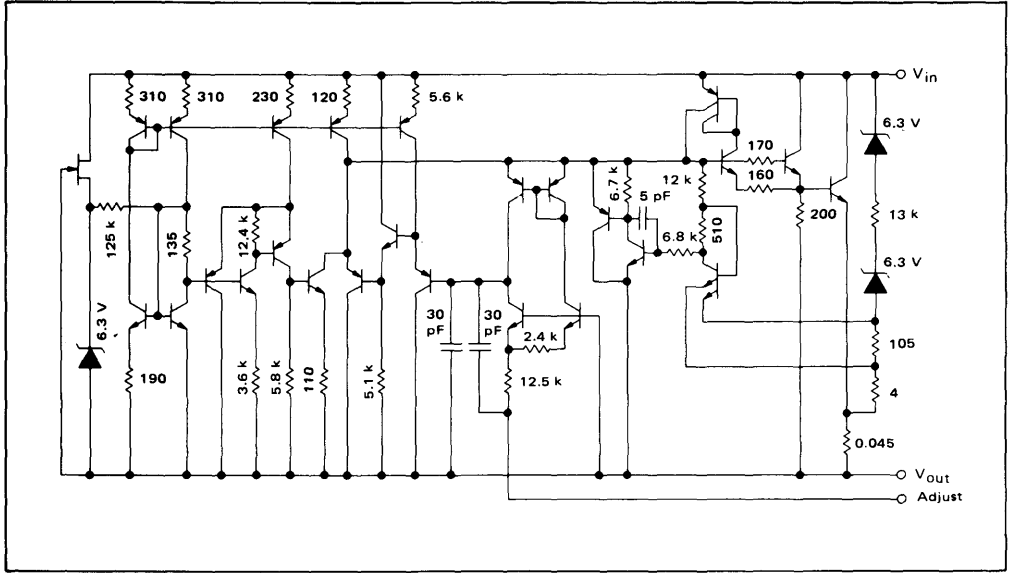 V_in
310
310
230
120
5.6 k
6.3 V
170
160
6.7 k
5 pF
12 k
125 k
135
12.4 k
200
13 k
510
6.8 k
6.3 V
6.3 V
30 pF
30 pF
2.4 k
105
190
3.6 k
5.8 k
110
5.1 k
12.5 k
4
0.045
V_out
Adjust